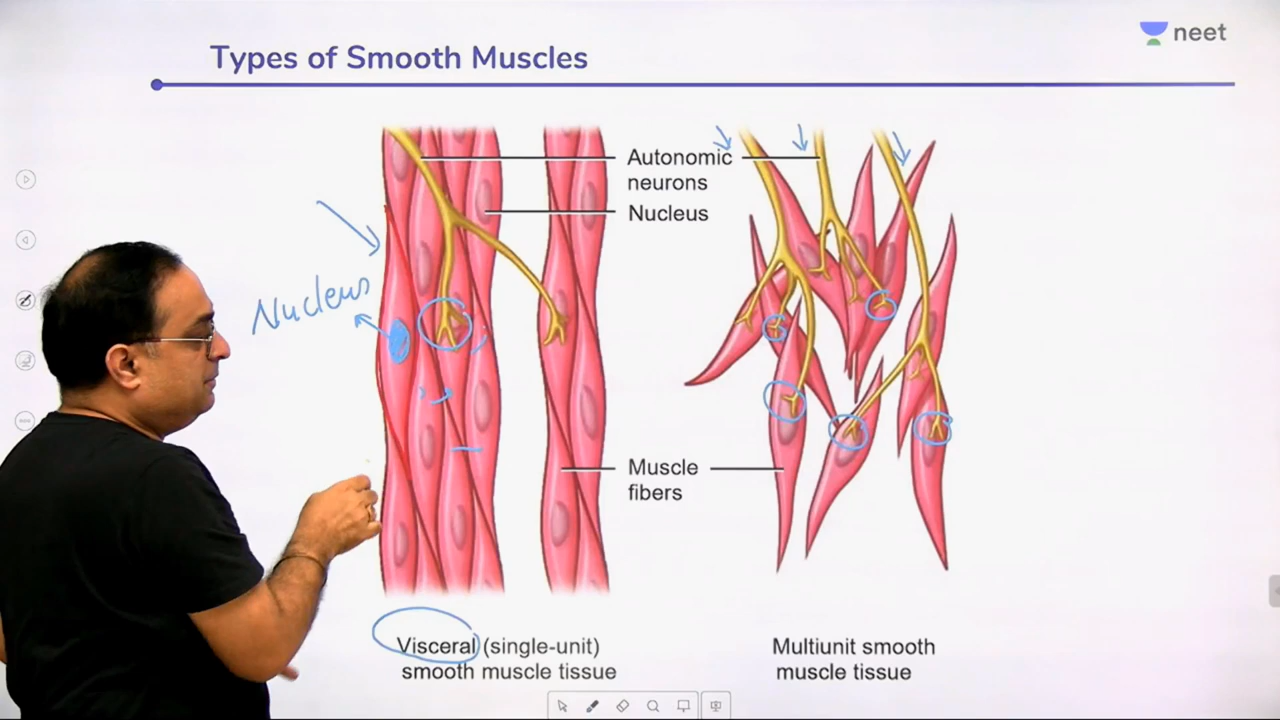 Types of Smooth Muscles
neet
Autonomic
neurons
Nucleus
Nucleus
Muscle
fibers
Visceral (single-unit)
smooth muscle tissue
Multiunit smooth
muscle tissue